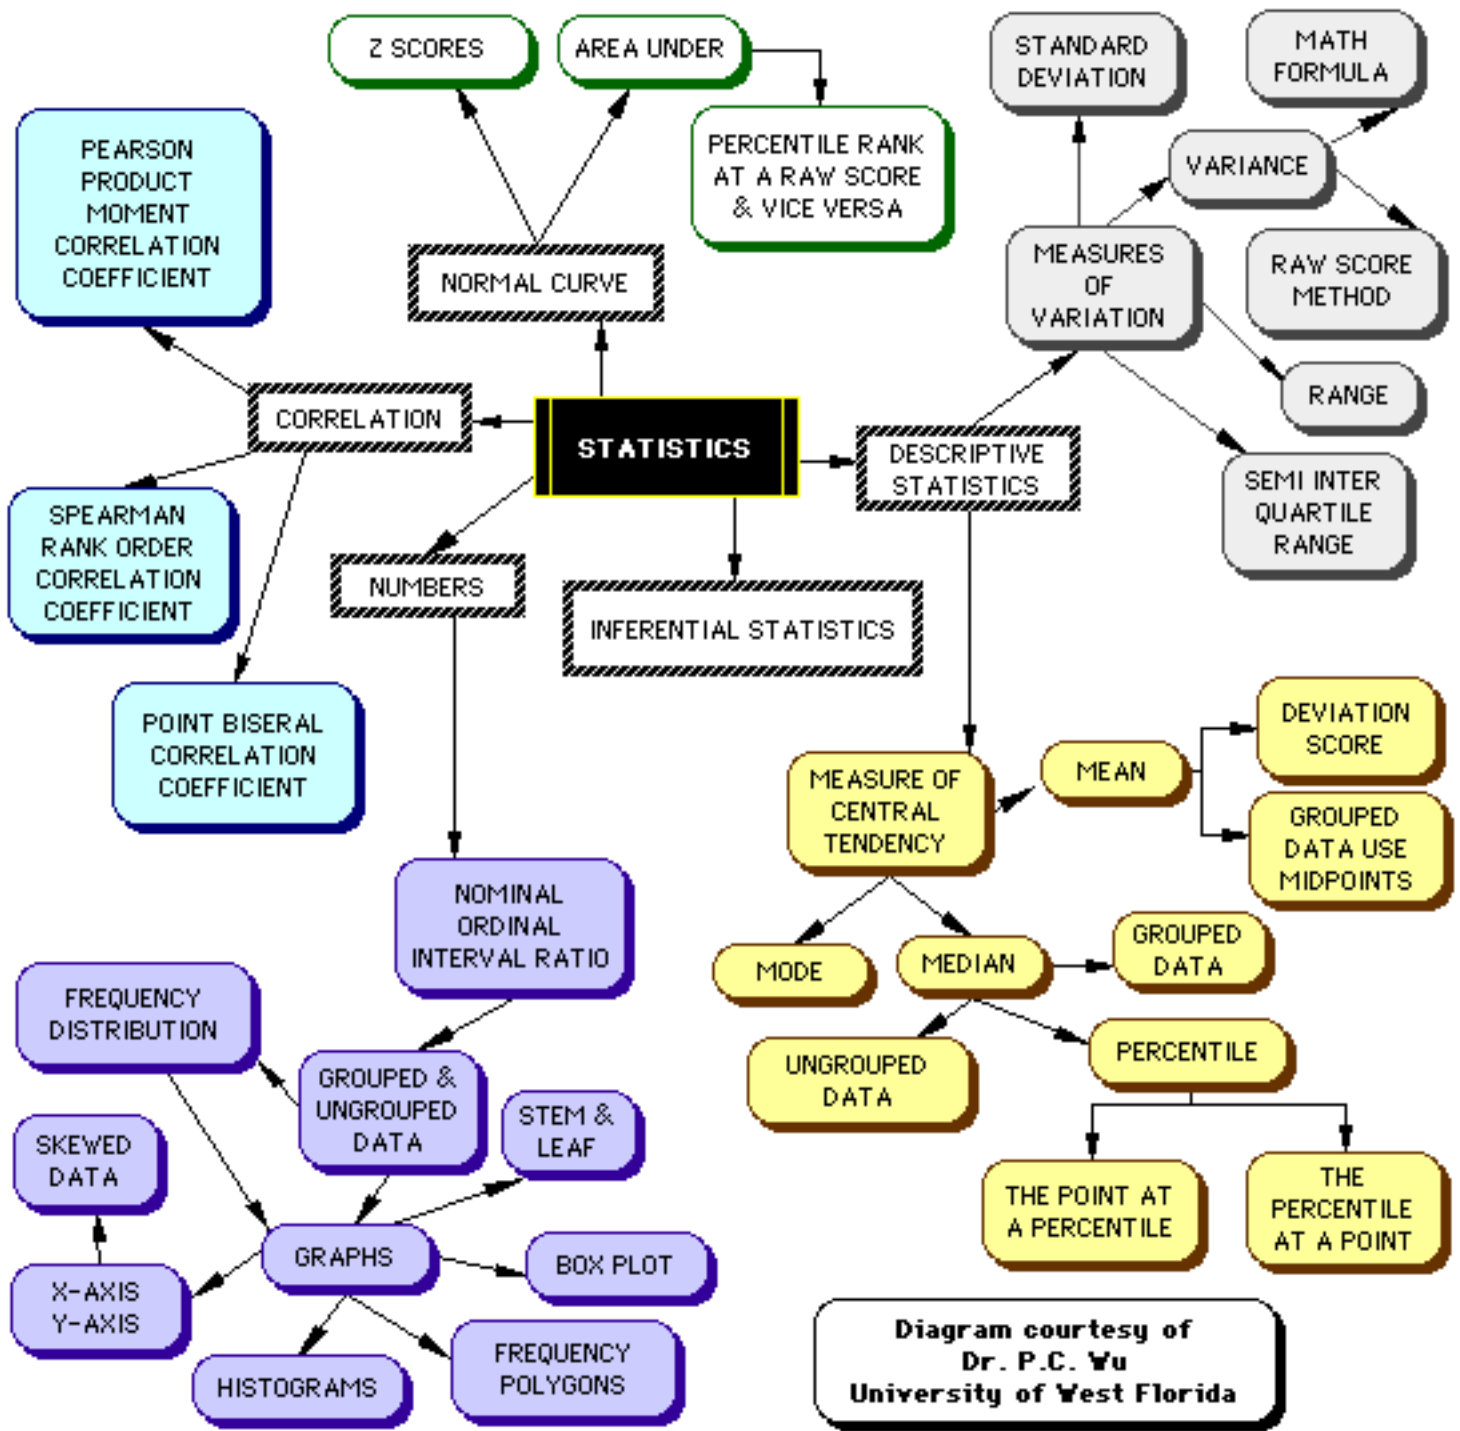 Z SCORES
AREA UNDER
STANDARD
DEVIATION
MATH
FORMULA
PEARSON
PRODUCT
MOMENT
CORRELATION
COEFFICIENT
PERCENTILE RANK
AT A RAW SCORE
& VICE VERSA
VARIANCE
NORMAL CURVE
MEASURES
OF
VARIATION
RAW SCORE
METHOD
RANGE
CORRELATION
STATISTICS
DESCRIPTIVE
STATISTICS
SEMI INTER
QUARTILE
RANGE
SPEARMAN
RANK ORDER
CORRELATION
COEFFICIENT
NUMBERS
INFERENTIAL STATISTICS
POINT BISERAL
CORRELATION
COEFFICIENT
MEASURE OF
CENTRAL
TENDENCY
MEAN
DEVIATION
SCORE
GROUPED
DATA USE
MIDPOINTS
NOMINAL
ORDINAL
INTERVAL RATIO
MODE
MEDIAN
GROUPED
DATA
FREQUENCY
DISTRIBUTION
GROUPED &
UNGROUPED
DATA
STEM &
LEAF
UNGROUPED
DATA
PERCENTILE
SKEWED
DATA
THE POINT AT
A PERCENTILE
THE
PERCENTILE
AT A POINT
GRAPHS
BOX PLOT
X-AXIS
Y-AXIS
HISTOGRAMS
FREQUENCY
POLYGONS
Diagram courtesy of
Dr. P.C. Wu
University of West Florida